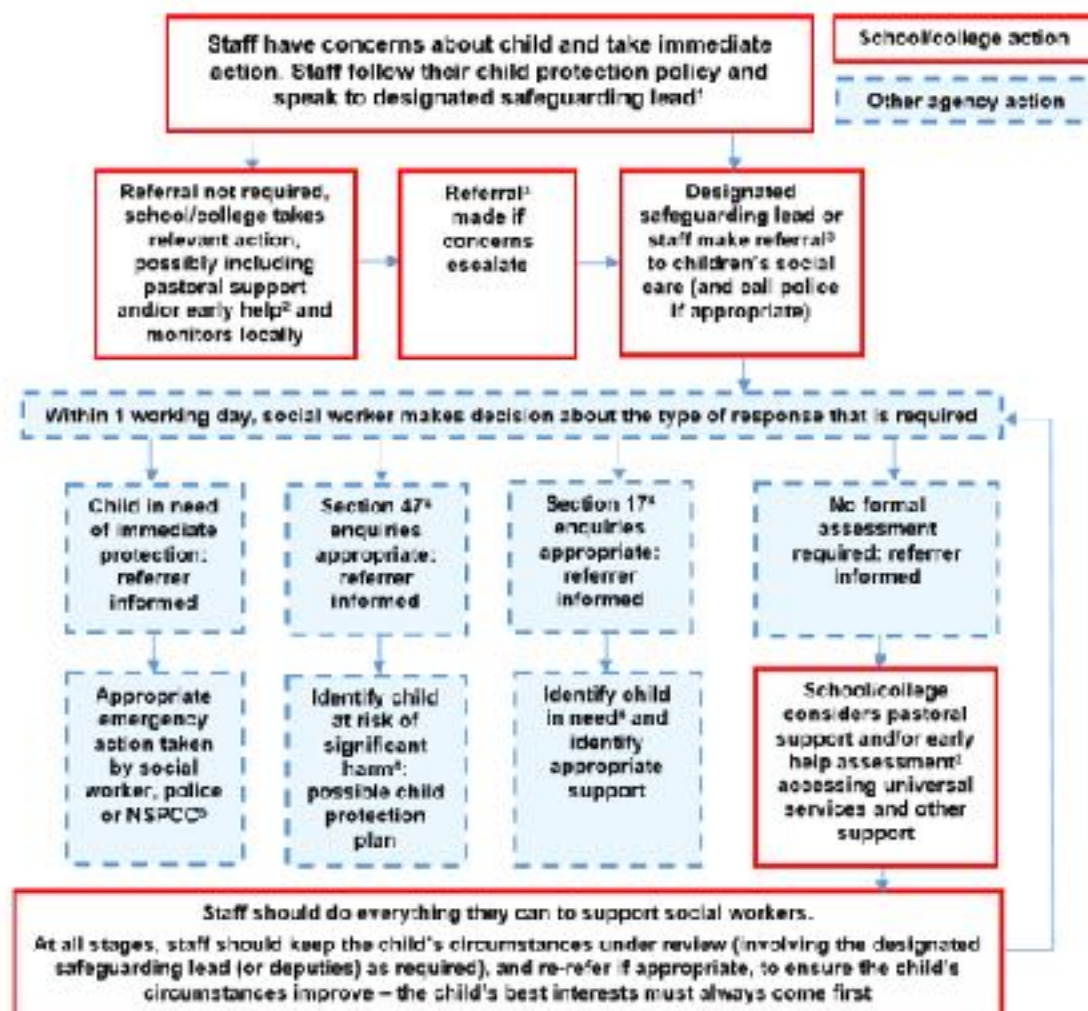 Staff have concerns about child and take immediate
action. Staff follow their child protection policy and
speak to designated safeguarding lead¹
School/college action
Other agency action
Referral not required,
school/college takes
relevant action,
possibly including
pastoral support
and/or early help² and
monitors locally
Referral³
made if
concerns
escalate
Designated
safeguarding lead or
staff make referral³
to children's social
care (and call police
if appropriate)
Within 1 working day, social worker makes decision about the type of response that is required
Child in need
of immediate
protection:
referrer
informed
Section 47⁴
enquiries
appropriate:
referrer
informed
Section 17⁴
enquiries
appropriate:
referrer
informed
No formal
assessment
required: referrer
informed
Appropriate
emergency
action taken
by social
worker, police
or NSPCC⁵
Identify child
at risk of
significant
harm⁴:
possible child
protection
plan
Identify child
in need⁴ and
identify
appropriate
support
School/college
considers pastoral
support and/or early
help assessment²
accessing universal
services and other
support
Staff should do everything they can to support social workers.
At all stages, staff should keep the child's circumstances under review (involving the designated
safeguarding lead (or deputies) as required), and re-refer if appropriate, to ensure the child's
circumstances improve – the child's best interests must always come first